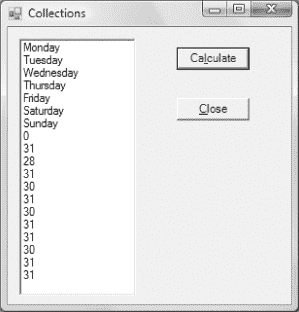 Collections
Monday
Tuesday
Wednesday
Thursday
Friday
Saturday
Sunday
0
31
28
31
30
31
30
31
31
30
31
31
Calculate
Close